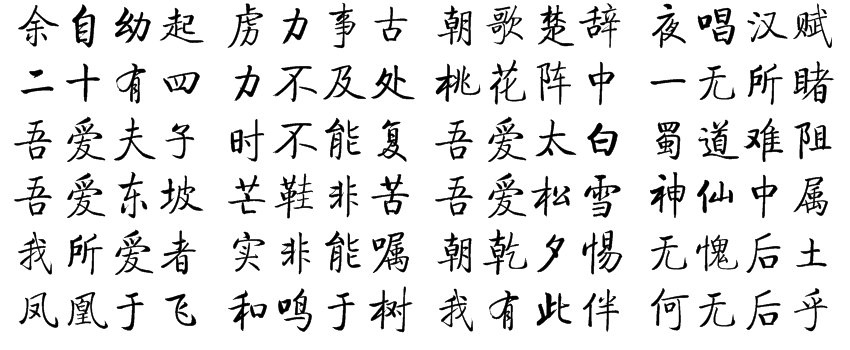 余自幼起 虏力事古 朝歌楚辞 夜唱汉赋
二十有四 力不及处 桃花阵中 一无所睹
吾爱夫子 时不能复 吾爱太白 蜀道难阻
吾爱东坡 芒鞋非苦 吾爱松雪 神仙中属
我所爱者 实非能嘱 朝乾夕惕 无愧后土
凤凰于飞 和鸣于树 我有此伴 何无后乎